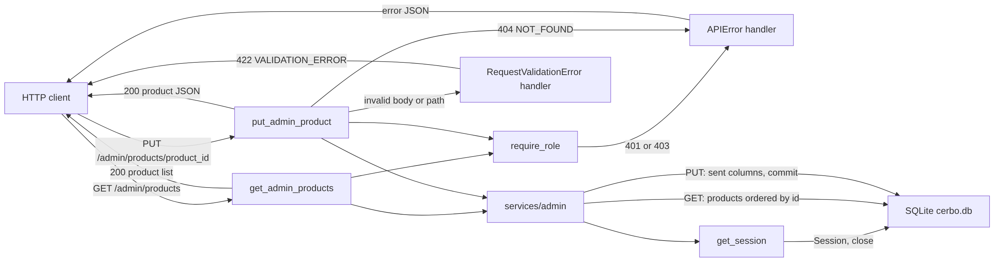 error JSON
APIError handler
404 NOT_FOUND
422 VALIDATION_ERROR
RequestValidationError
handler
HTTP client
200 product JSON
invalid body or path
put_admin_product
PUT
/admin/products/product_id
require_role
401 or 403
200 product list
GET /admin/products
get_admin_products
services/admin
PUT: sent columns, commit
GET: products ordered by id
SQLite cerbo.db
get_session
Session, close